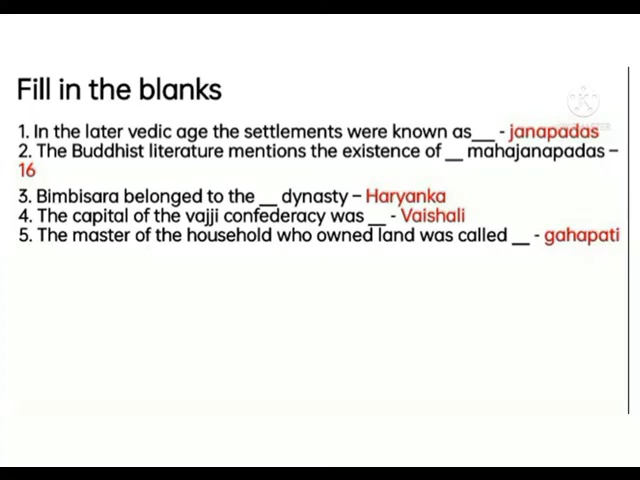 Fill in the blanks
1. In the later vedic age the settlements were known as__ - janapadas
2. The Buddhist literature mentions the existence of __ mahajanapadas –
16
3. Bimbisara belonged to the __ dynasty – Haryanka
4. The capital of the vajji confederacy was __ - Vaishali
5. The master of the household who owned land was called __ - gahapati